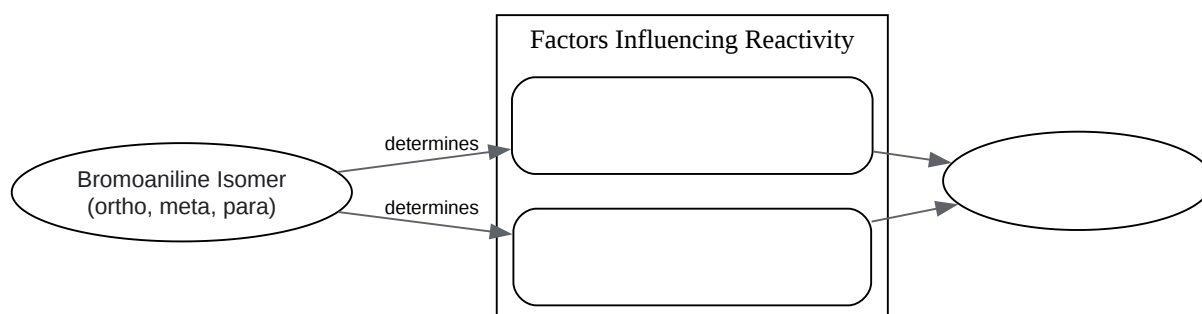 Factors Influencing Reactivity
determines
Bromoaniline Isomer
(ortho, meta, para)
determines